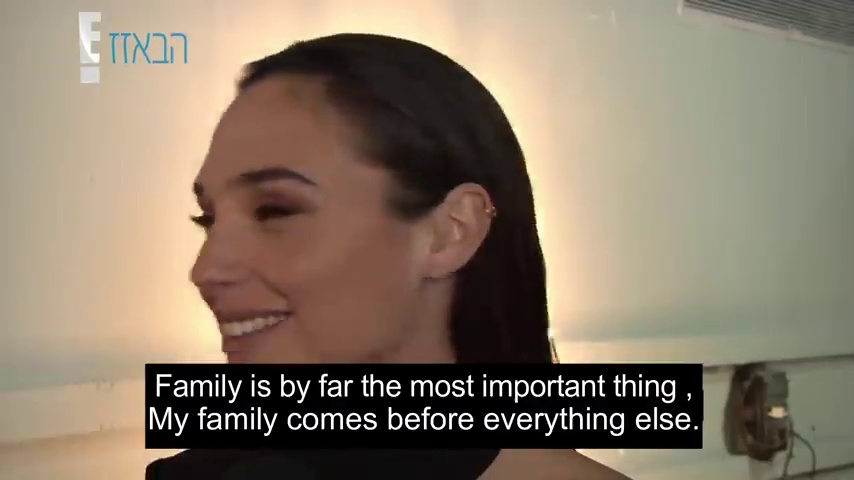 E! הבאזז
Family is by far the most important thing ,
My family comes before everything else.